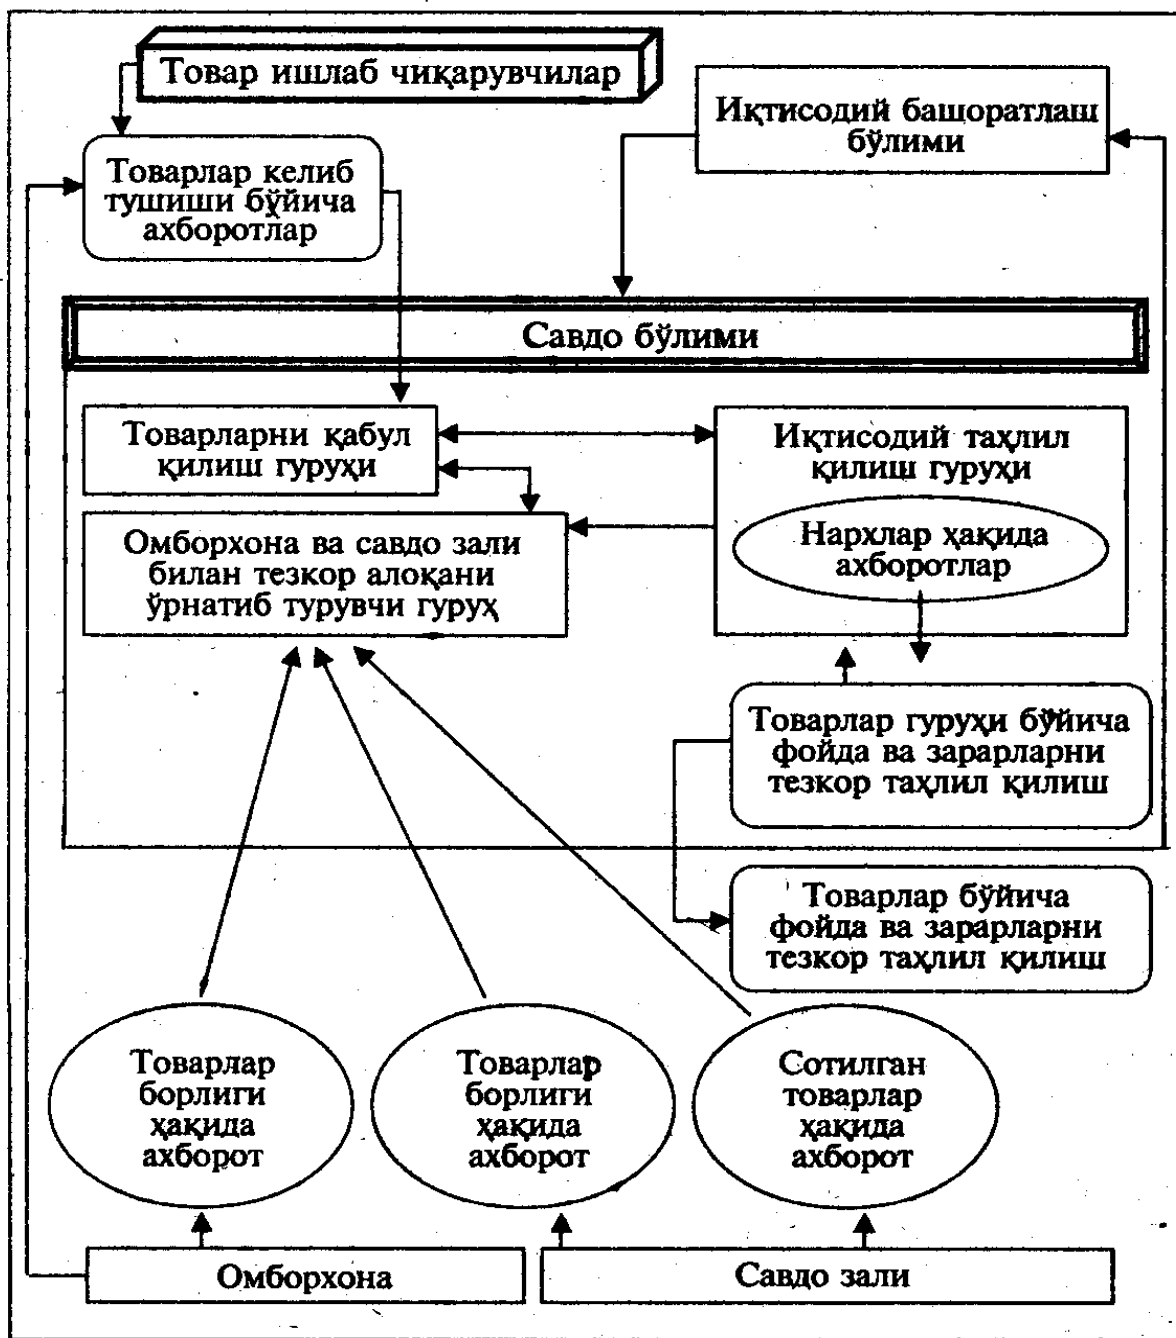 Товар ишлаб чиқарувчилар
Иқтисодий башоратлаш
бўлими
Товарлар келиб
тушиши бўйича
ахборотлар
Савдо бўлими
Товарларни қабул
қилиш гуруҳи
Иқтисодий таҳлил
қилиш гуруҳи
Нархлар ҳақида
ахборотлар
Омборхона ва савдо зали
билан тезкор алоқани
ўрнатиб турувчи гуруҳ
Товарлар гуруҳи бўйича
фойда ва зарарларни
тезкор таҳлил қилиш
Товарлар бўйича
фойда ва зарарларни
тезкор таҳлил қилиш
Товарлар
борлиги
ҳақида
ахборот
Товарлар
борлиги
ҳақида
ахборот
Сотилган
товарлар
ҳақида
ахборот
Омборхона
Савдо зали